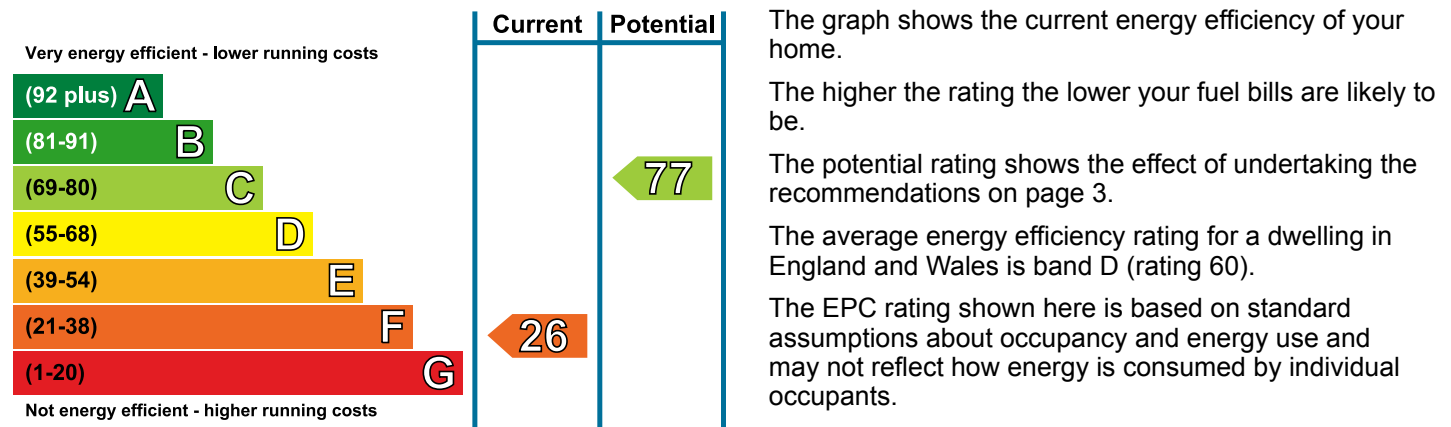 Current Potential
Very energy efficient - lower running costs
(92 plus) A
(81-91) B
(69-80) C
77
(55-68) D
(39-54) E
(21-38) F
26
(1-20) G
Not energy efficient - higher running costs
The graph shows the current energy efficiency of your
home.
The higher the rating the lower your fuel bills are likely to
be.
The potential rating shows the effect of undertaking the
recommendations on page 3.
The average energy efficiency rating for a dwelling in
England and Wales is band D (rating 60).
The EPC rating shown here is based on standard
assumptions about occupancy and energy use and
may not reflect how energy is consumed by individual
occupants.